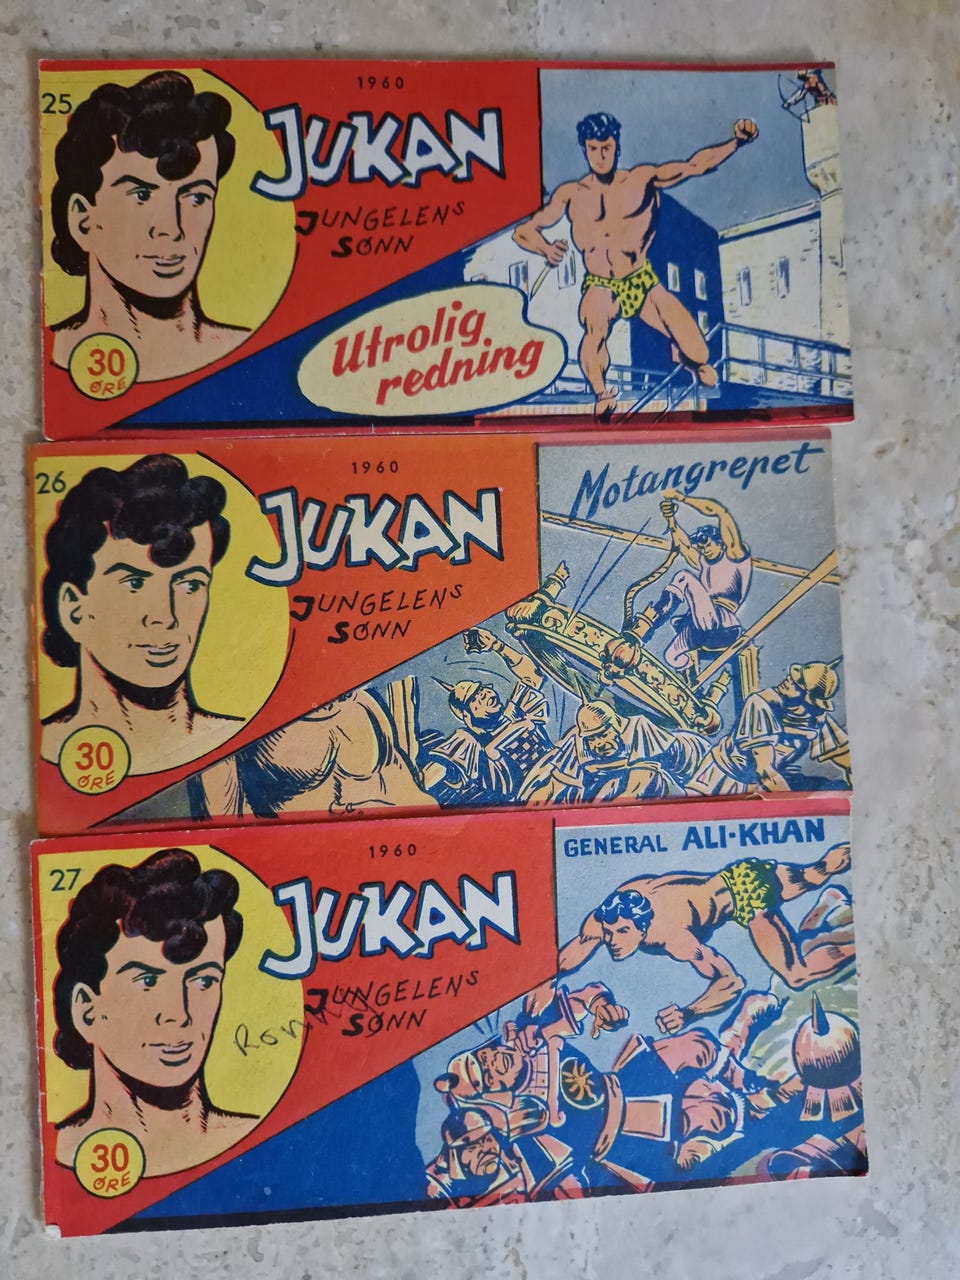 1960
25
JUKAN
JUNGELENS
SØNN
Utrolig
redning
30
ØRE
1960
26
JUKAN
JUNGELENS
SØNN
Motangrepet
30
ØRE
1960
27
JUKAN
JUNGELENS
SØNN
GENERAL ALI-KHAN
Ronny
30
ØRE